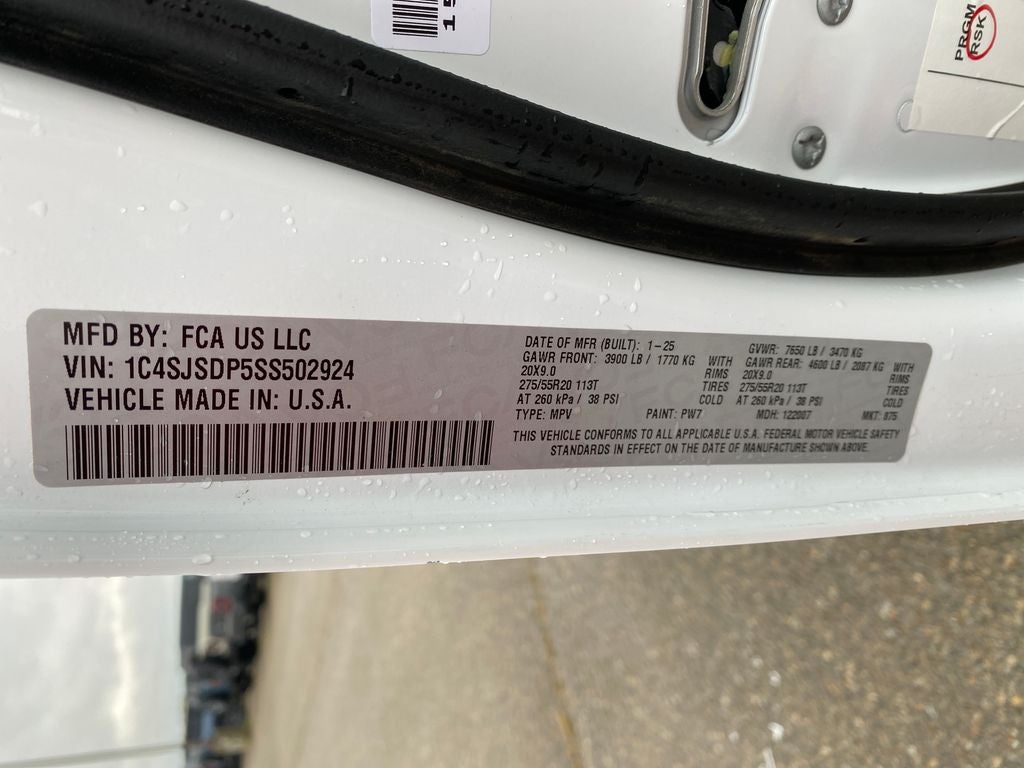 15
PRGM
RSK
MFD BY: FCA US LLC
VIN: 1C4SJSDP5SS502924
VEHICLE MADE IN: U.S.A.
DATE OF MFR (BUILT): 1-25 GVWR: 7650 LB / 3470 KG
GAWR FRONT: 3900 LB / 1770 KG WITH GAWR REAR: 4600 LB / 2087 KG WITH
20X9.0 RIMS 20X9.0 RIMS
275/55R20 113T TIRES 275/55R20 113T TIRES
AT 260 kPa / 38 PSI COLD AT 260 kPa / 38 PSI COLD
TYPE: MPV PAINT: PW7 MDH: 122007 MKT: 875
THIS VEHICLE CONFORMS TO ALL APPLICABLE U.S.A. FEDERAL MOTOR VEHICLE SAFETY
STANDARDS IN EFFECT ON THE DATE OF MANUFACTURE SHOWN ABOVE.